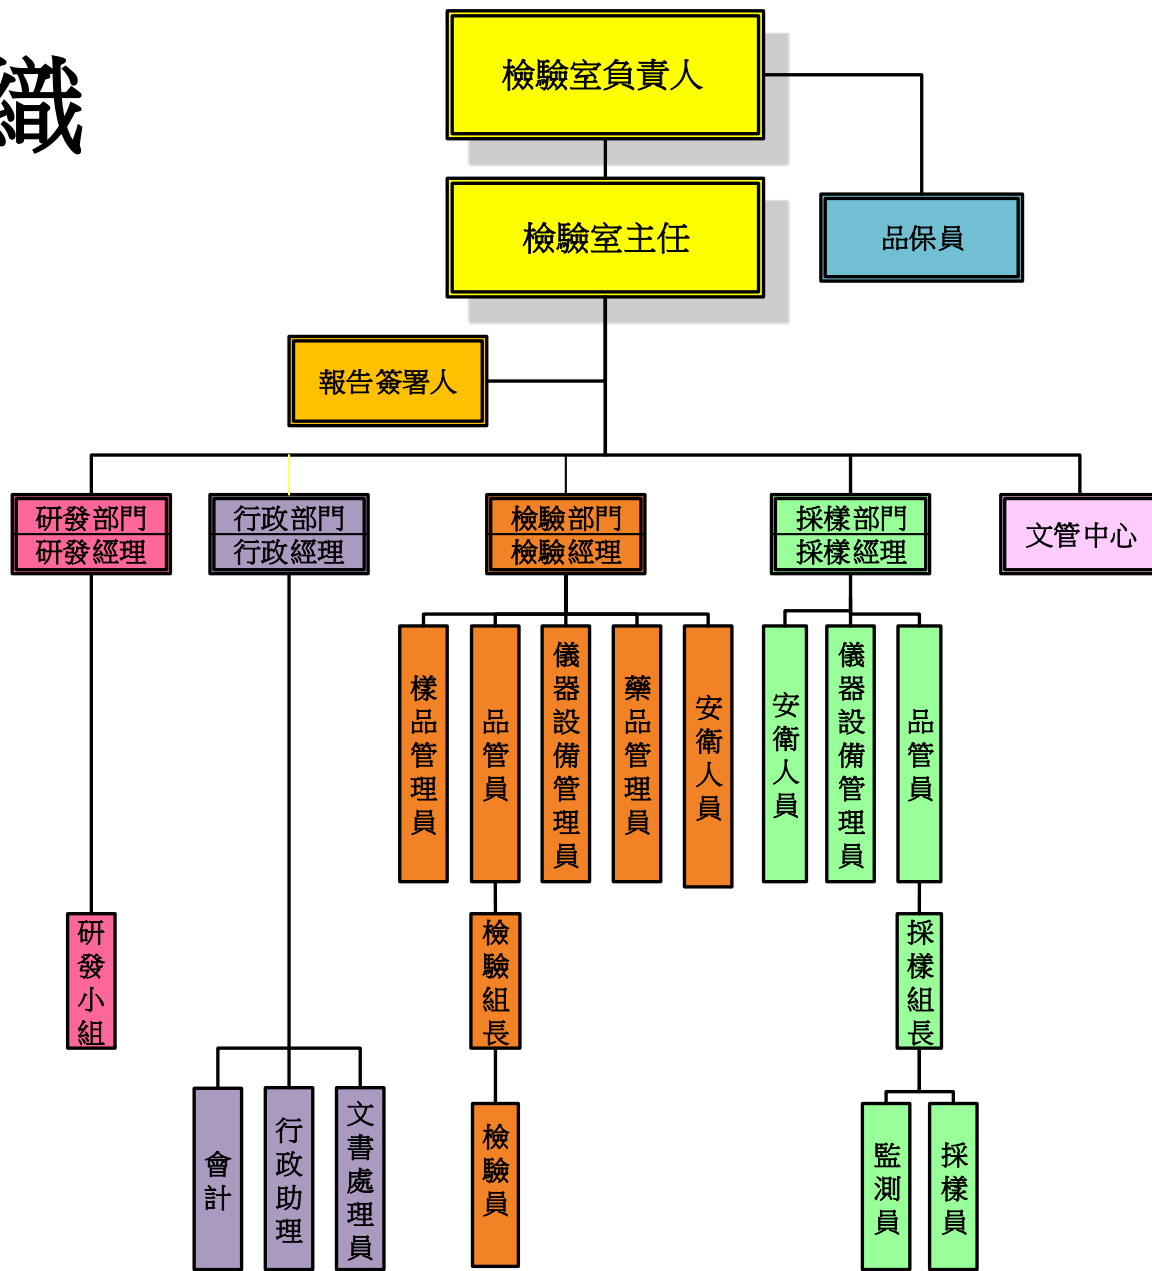 織
檢驗室負責人
檢驗室主任
品保員
報告簽署人
研發部門
研發經理
行政部門
行政經理
檢驗部門
檢驗經理
採樣部門
採樣經理
文管中心
樣品管理員
品管員
儀器設備管理員
藥品管理員
安衛人員
安衛人員
儀器設備管理員
品管員
研發小組
檢驗組長
採樣組長
會計
行政助理
文書處理員
檢驗員
監測員
採樣員